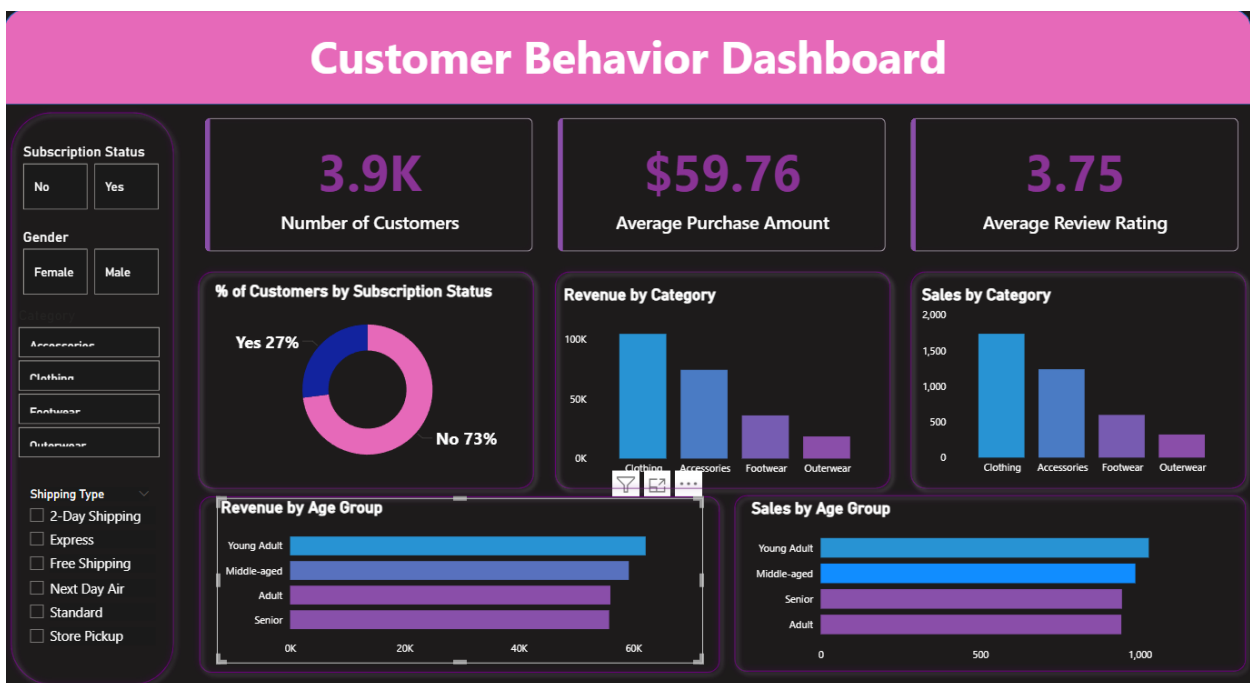 Customer Behavior Dashboard
Subscription Status
No
Yes
Gender
Female
Male
Category
Accessories
Clothing
Footwear
Outerwear
Shipping Type
2-Day Shipping
Express
Free Shipping
Next Day Air
Standard
Store Pickup
3.9K
Number of Customers
$59.76
Average Purchase Amount
3.75
Average Review Rating
% of Customers by Subscription Status
Yes 27%
No 73%
Revenue by Category
100K
50K
0K
Clothing Accessories Footwear Outerwear
Sales by Category
2,000
1,500
1,000
500
0
Clothing Accessories Footwear Outerwear
Revenue by Age Group
Young Adult
Middle-aged
Adult
Senior
0K 20K 40K 60K
Sales by Age Group
Young Adult
Middle-aged
Senior
Adult
0 500 1,000